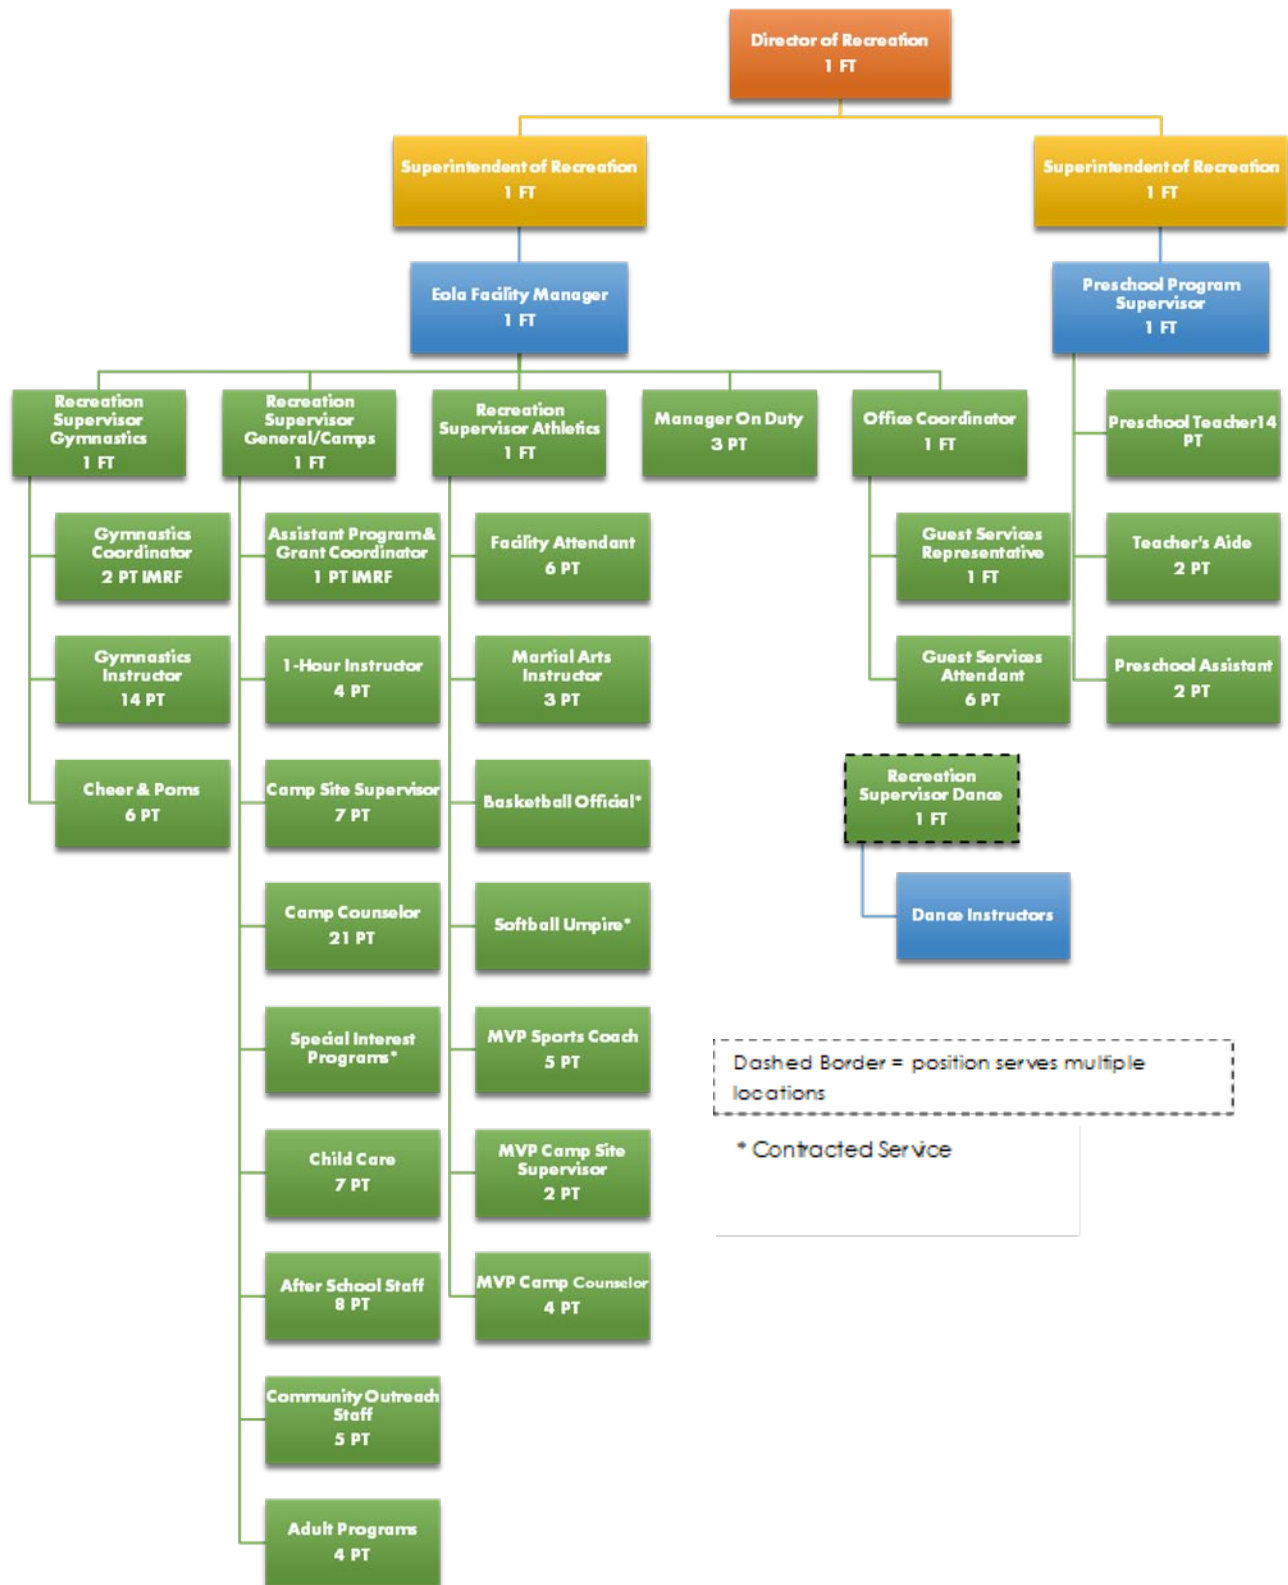 Director of Recreation
1 FT
Superintendent of Recreation
1 FT
Superintendent of Recreation
1 FT
Eola Facility Manager
1 FT
Preschool Program
Supervisor
1 FT
Recreation
Supervisor
Gymnastics
1 FT
Recreation
Supervisor
General/Camps
1 FT
Recreation
Supervisor Athletics
1 FT
Manager On Duty
3 PT
Office Coordinator
1 FT
Preschool Teacher14
PT
Gymnastics
Coordinator
2 PT IMRF
Assistant Program&
Grant Coordinator
1 PT IMRF
Facility Attendant
6 PT
Guest Services
Representative
1 FT
Teacher's Aide
2 PT
Gymnastics
Instructor
14 PT
1-Hour Instructor
4 PT
Martial Arts
Instructor
3 PT
Guest Services
Attendant
6 PT
Preschool Assistant
2 PT
Cheer & Poms
6 PT
Camp Site Supervisor
7 PT
Basketball Official*
Recreation
Supervisor Dance
1 FT
Camp Counselor
21 PT
Softball Umpire*
Dance Instructors
Special Interest
Programs*
MVP Sports Coach
5 PT
Dashed Border = position serves multiple
locations
* Contracted Service
Child Care
7 PT
MVP Camp Site
Supervisor
2 PT
After School Staff
8 PT
MVP Camp Counselor
4 PT
Community Outreach
Staff
5 PT
Adult Programs
4 PT